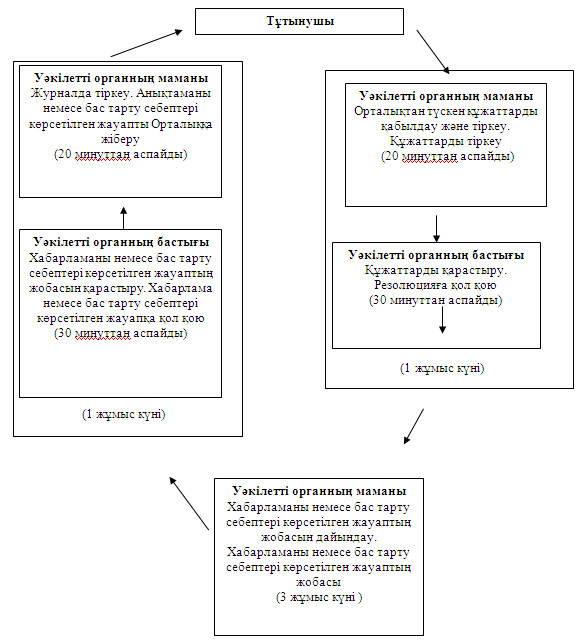 Тұтынушы
Уәкілетті органның маманы
Журналда тіркеу. Анықтаманы
немесе бас тарту себептері
көрсетілген жауапты Орталыққа
жіберу
(20 минуттан аспайды)
Уәкілетті органның бастығы
Хабарламаны немесе бас тарту
себептері көрсетілген жауаптың
жобасын қарастыру. Хабарлама
немесе бас тарту себептері
көрсетілген жауапқа қол қою
(30 минуттан аспайды)
(1 жұмыс күні)
Уәкілетті органның маманы
Орталықтан түскен құжаттарды
қабылдау және тіркеу.
Құжаттарды тіркеу
(20 минуттан аспайды)
Уәкілетті органның бастығы
Құжаттарды қарастыру.
Резолюцияға қол қою
(30 минуттан аспайды)
(1 жұмыс күні)
Уәкілетті органның маманы
Хабарламаны немесе бас тарту
себептері көрсетілген жауаптың
жобасын дайындау.
Хабарламаны немесе бас тарту
себептері көрсетілген жауаптың
жобасы
(3 жұмыс күні )